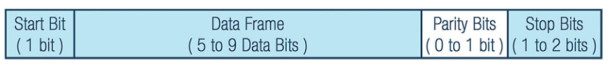 Start Bit
( 1 bit )
Data Frame
( 5 to 9 Data Bits )
Parity Bits
( 0 to 1 bit )
Stop Bits
( 1 to 2 bits )